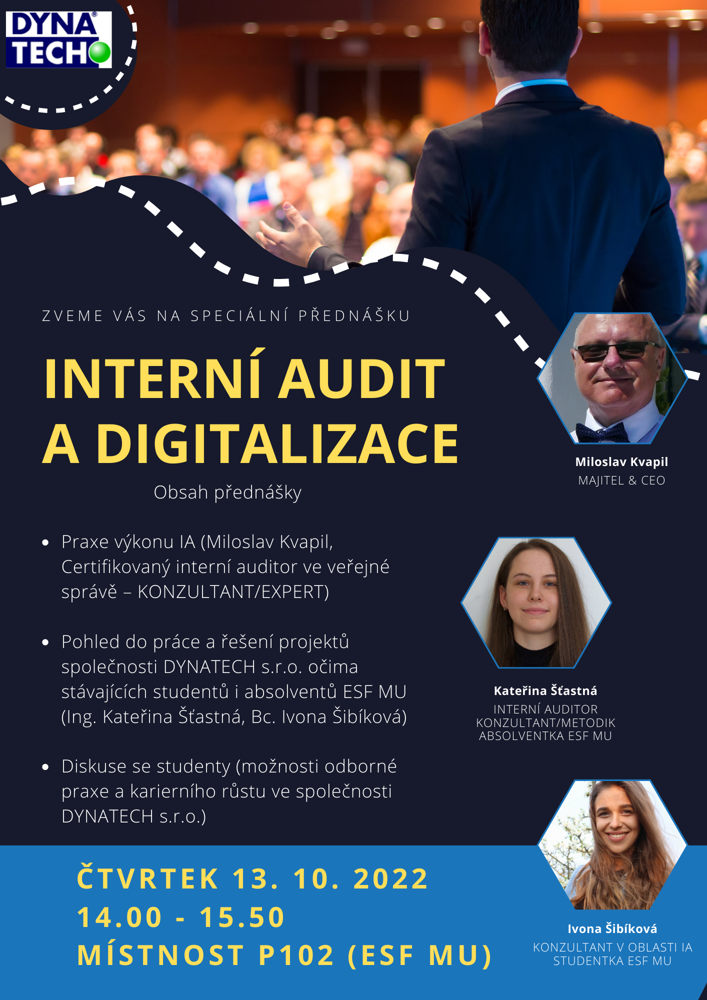 DYNA®
TECH
ZVEME VÁS NA SPECIÁLNÍ PŘEDNÁŠKU
INTERNÍ AUDIT
A DIGITALIZACE
Obsah přednášky
• Praxe výkonu IA (Miloslav Kvapil,
Certifikovaný interní auditor ve veřejné
správě – KONZULTANT/EXPERT)
• Pohled do práce a řešení projektů
společnosti DYNATECH s.r.o. očima
stávajících studentů i absolventů ESF MU
(Ing. Kateřina Šťastná, Bc. Ivona Šibíková)
• Diskuse se studenty (možnosti odborné
praxe a karierního růstu ve společnosti
DYNATECH s.r.o.)
Miloslav Kvapil
MAJITEL & CEO
Kateřina Šťastná
INTERNÍ AUDITOR
KONZULTANT/METODIK
ABSOLVENTKA ESF MU
Ivona Šibíková
KONZULTANT V OBLASTI IA
STUDENTKA ESF MU
ČTVRTEK 13. 10. 2022
14.00 - 15.50
MÍSTNOST P102 (ESF MU)